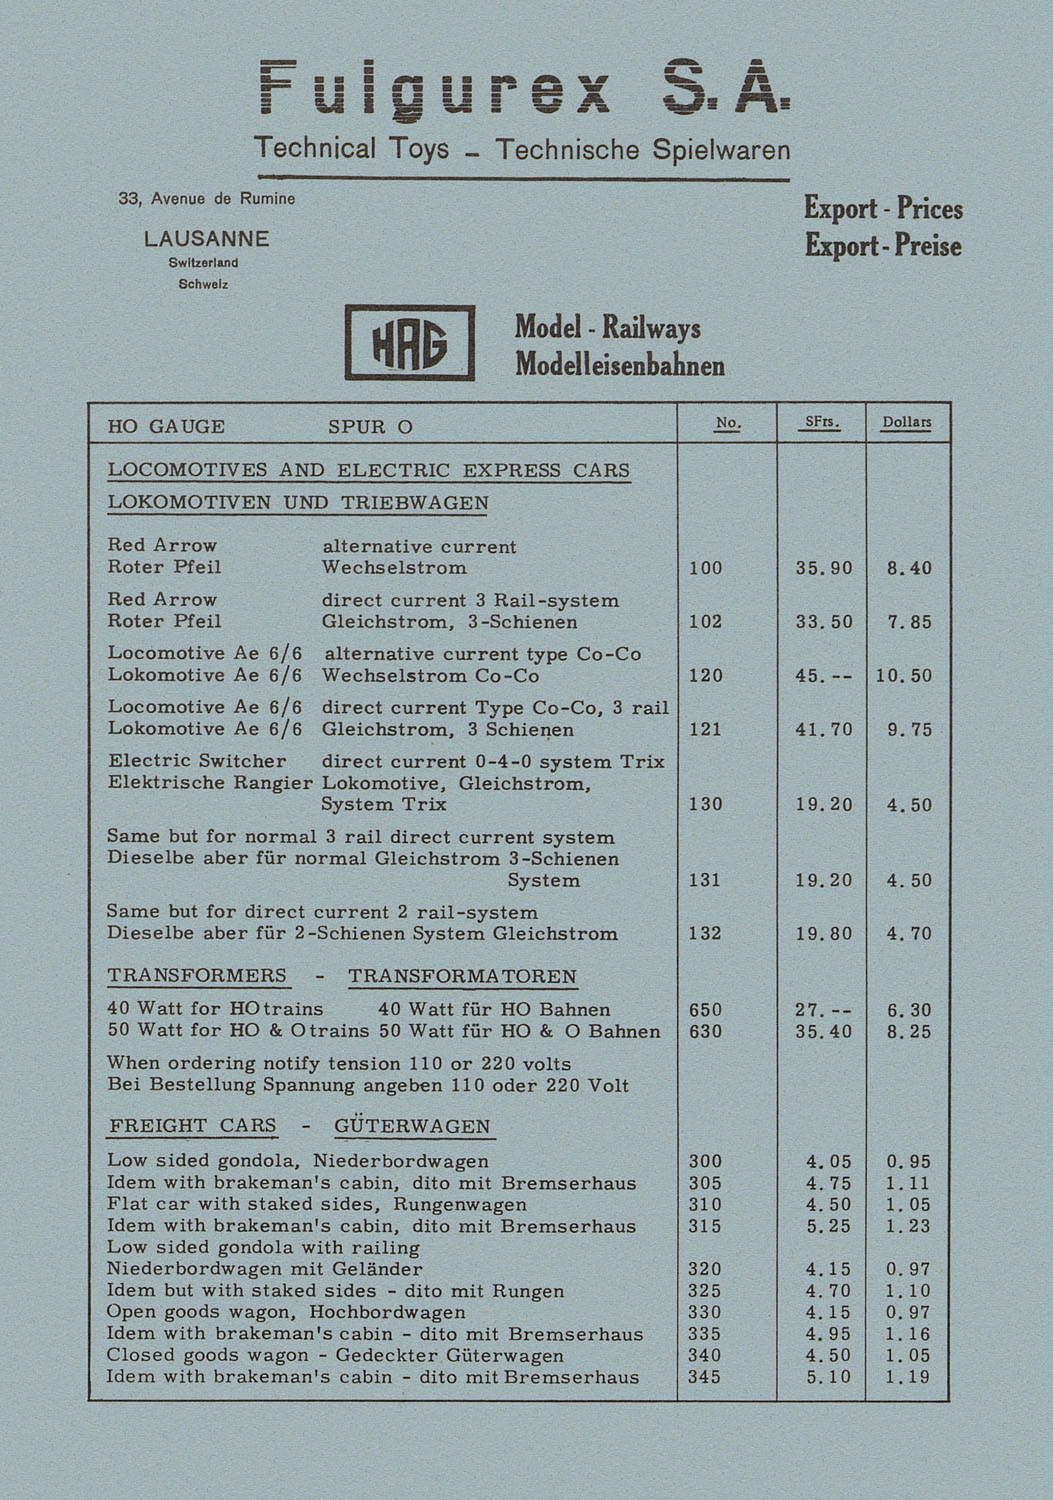 Fulgurex S.A.
Technical Toys - Technische Spielwaren
33, Avenue de Rumine
LAUSANNE
Switzerland
Schweiz
Export - Prices
Export - Preise
HAG
Model - Railways
Modelleisenbahnen
HO GAUGE SPUR O No. SFrs. Dollars
LOCOMOTIVES AND ELECTRIC EXPRESS CARS
LOKOMOTIVEN UND TRIEBWAGEN
Red Arrow alternative current
Roter Pfeil Wechselstrom 100 35.90 8.40
Red Arrow direct current 3 Rail-system
Roter Pfeil Gleichstrom, 3-Schienen 102 33.50 7.85
Locomotive Ae 6/6 alternative current type Co-Co
Lokomotive Ae 6/6 Wechselstrom Co-Co 120 45.-- 10.50
Locomotive Ae 6/6 direct current Type Co-Co, 3 rail
Lokomotive Ae 6/6 Gleichstrom, 3 Schienen 121 41.70 9.75
Electric Switcher direct current 0-4-0 system Trix
Elektrische Rangier Lokomotive, Gleichstrom,
System Trix 130 19.20 4.50
Same but for normal 3 rail direct current system
Dieselbe aber für normal Gleichstrom 3-Schienen
System 131 19.20 4.50
Same but for direct current 2 rail-system
Dieselbe aber für 2-Schienen System Gleichstrom 132 19.80 4.70
TRANSFORMERS - TRANSFORMATOREN
40 Watt for HO trains 40 Watt für HO Bahnen 650 27.-- 6.30
50 Watt for HO & O trains 50 Watt für HO & O Bahnen 630 35.40 8.25
When ordering notify tension 110 or 220 volts
Bei Bestellung Spannung angeben 110 oder 220 Volt
FREIGHT CARS - GÜTERWAGEN
Low sided gondola, Niederbordwagen 300 4.05 0.95
Idem with brakeman's cabin, dito mit Bremserhaus 305 4.75 1.11
Flat car with staked sides, Rungenwagen 310 4.50 1.05
Idem with brakeman's cabin, dito mit Bremserhaus 315 5.25 1.23
Low sided gondola with railing
Niederbordwagen mit Geländer 320 4.15 0.97
Idem but with staked sides - dito mit Rungen 325 4.70 1.10
Open goods wagon, Hochbordwagen 330 4.15 0.97
Idem with brakeman's cabin - dito mit Bremserhaus 335 4.95 1.16
Closed goods wagon - Gedeckter Güterwagen 340 4.50 1.05
Idem with brakeman's cabin - dito mit Bremserhaus 345 5.10 1.19